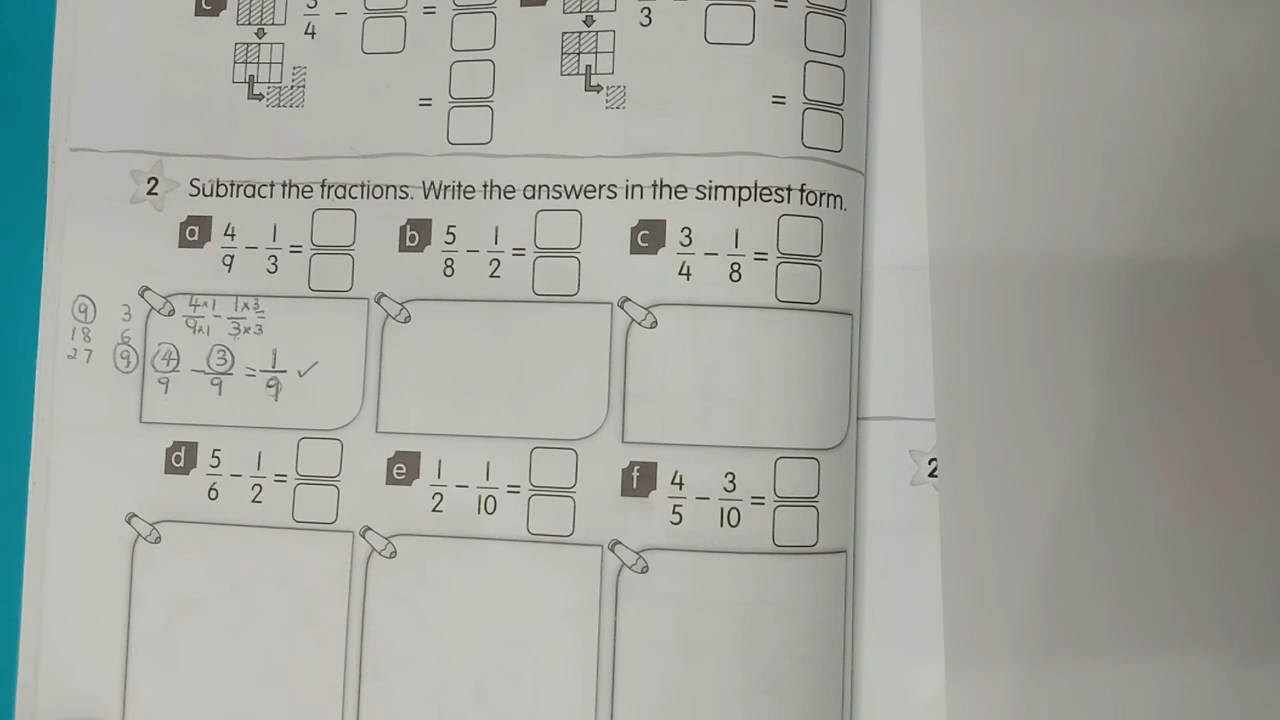 c 3/4 - =
3
=
=
=
2 Subtract the fractions. Write the answers in the simplest form.
a 4/9 - 1/3 =
b 5/8 - 1/2 =
c 3/4 - 1/8 =
9 3
18 6
27 9
4×1/9×1 - 1×3/3×3 =
4/9 - 3/9 = 1/9 ✓
d 5/6 - 1/2 =
e 1/2 - 1/10 =
f 4/5 - 3/10 =
2